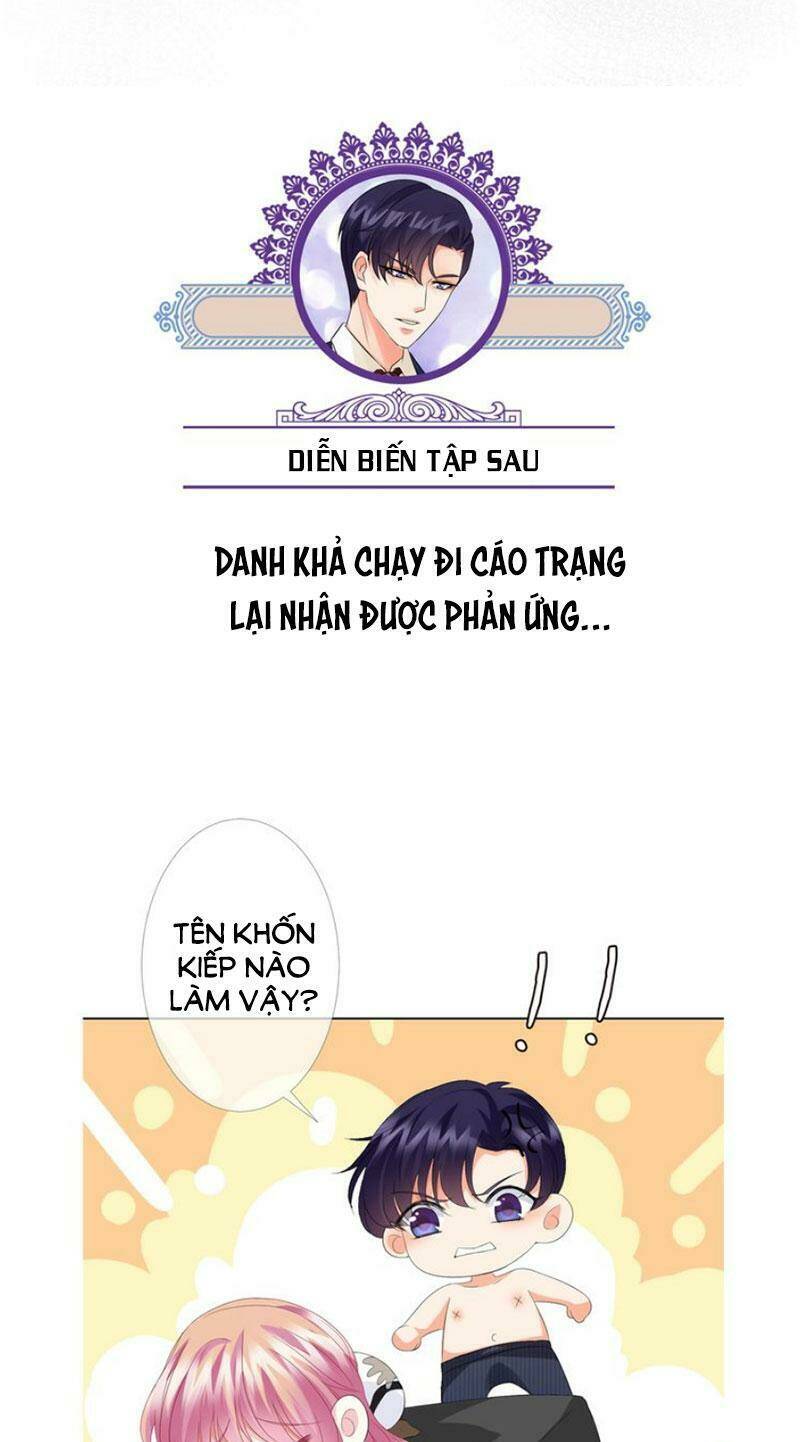 DIỄN BIẾN TẬP SAU
DANH KHẢ CHẠY ĐI CÁO TRẠNG
LẠI NHẬN ĐƯỢC PHẢN ỨNG...
TÊN KHỐN
KIẾP NÀO
LÀM VẬY?